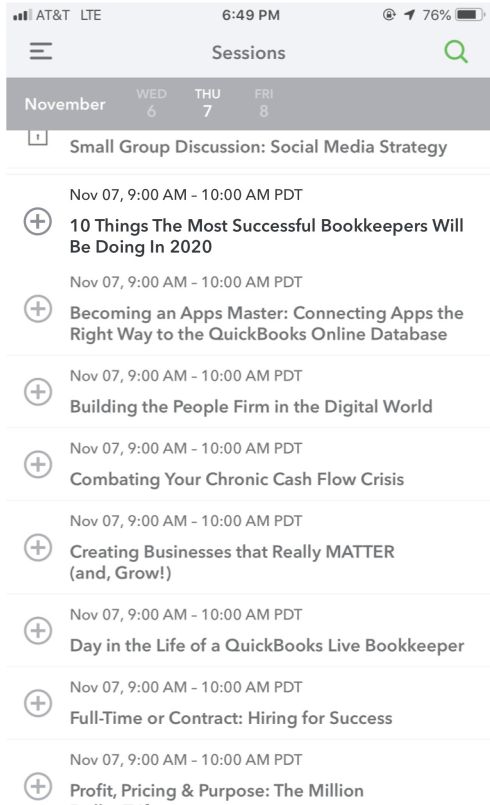 AT&T LTE 6:49 PM 76%
Sessions
November WED 6 THU 7 FRI 8
Small Group Discussion: Social Media Strategy
Nov 07, 9:00 AM – 10:00 AM PDT
10 Things The Most Successful Bookkeepers Will
Be Doing In 2020
Nov 07, 9:00 AM – 10:00 AM PDT
Becoming an Apps Master: Connecting Apps the
Right Way to the QuickBooks Online Database
Nov 07, 9:00 AM – 10:00 AM PDT
Building the People Firm in the Digital World
Nov 07, 9:00 AM – 10:00 AM PDT
Combating Your Chronic Cash Flow Crisis
Nov 07, 9:00 AM – 10:00 AM PDT
Creating Businesses that Really MATTER
(and, Grow!)
Nov 07, 9:00 AM – 10:00 AM PDT
Day in the Life of a QuickBooks Live Bookkeeper
Nov 07, 9:00 AM – 10:00 AM PDT
Full-Time or Contract: Hiring for Success
Nov 07, 9:00 AM – 10:00 AM PDT
Profit, Pricing & Purpose: The Million